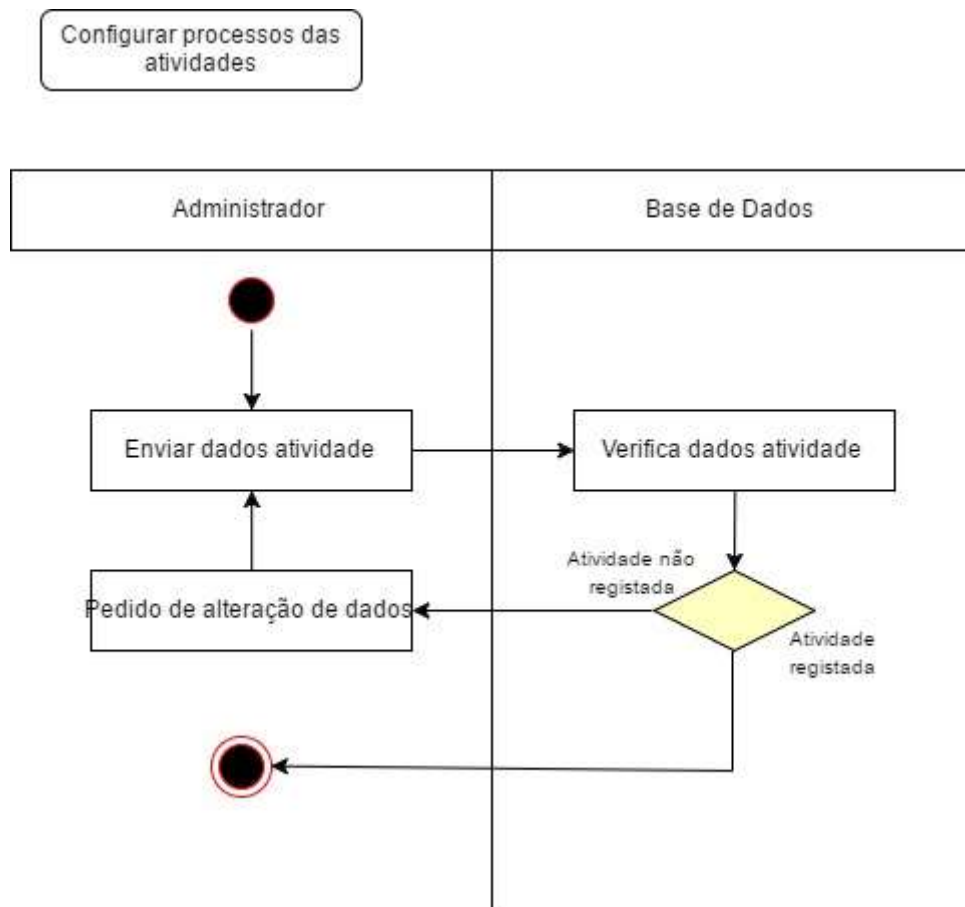 Configurar processos das
atividades
Administrador
Base de Dados
Enviar dados atividade
Verifica dados atividade
Atividade não
registada
Pedido de alteração de dados
Atividade
registada